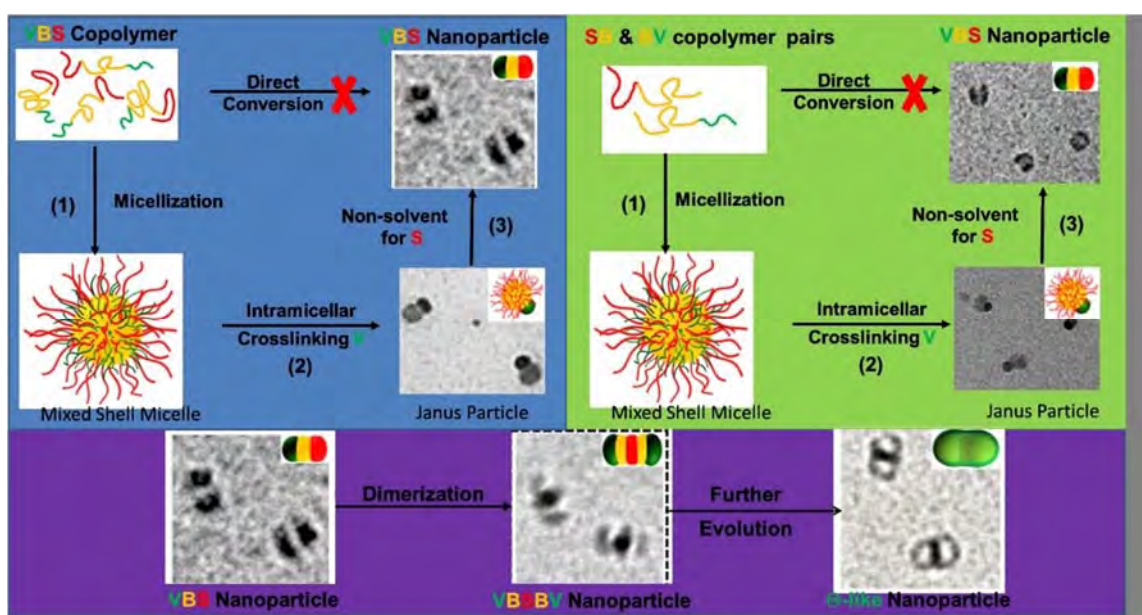 VBS Copolymer
VBS Nanoparticle
Direct
Conversion
(1)
Micellization
Non-solvent
for S
(3)
Intramicellar
Crosslinking V
(2)
Mixed Shell Micelle
Janus Particle
SB & BV copolymer pairs
VBS Nanoparticle
Direct
Conversion
(1)
Micellization
Non-solvent
for S
(3)
Intramicellar
Crosslinking V
(2)
Mixed Shell Micelle
Janus Particle
Dimerization
Further
Evolution
VBS Nanoparticle
VBSBV Nanoparticle
Θ-like Nanoparticle